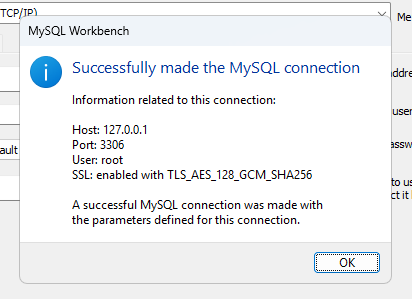 TCP/IP)
Me
MySQL Workbench
Successfully made the MySQL connection
Information related to this connection:
Host: 127.0.0.1
Port: 3306
User: root
SSL: enabled with TLS_AES_128_GCM_SHA256
A successful MySQL connection was made with
the parameters defined for this connection.
OK
addre
user
assw
ault
to us
ct it